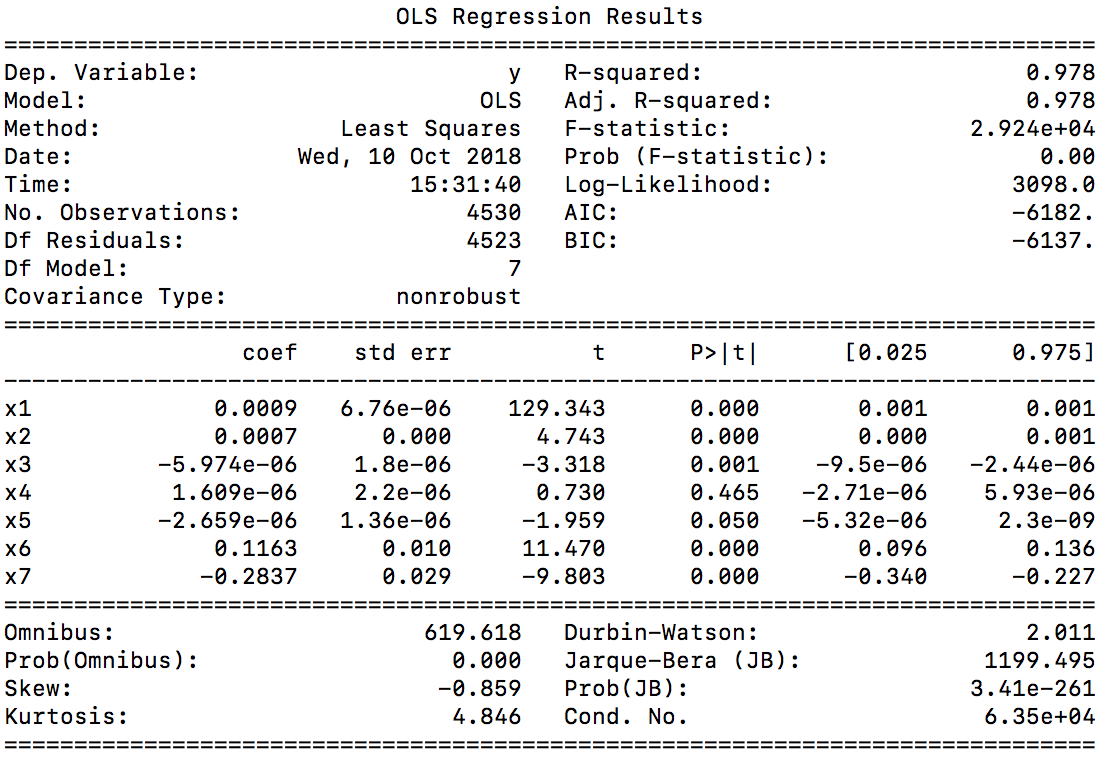 OLS Regression Results
==============================================================================
Dep. Variable:                      y   R-squared:                       0.978
Model:                            OLS   Adj. R-squared:                  0.978
Method:                 Least Squares   F-statistic:                 2.924e+04
Date:                Wed, 10 Oct 2018   Prob (F-statistic):               0.00
Time:                        15:31:40   Log-Likelihood:                 3098.0
No. Observations:                4530   AIC:                            -6182.
Df Residuals:                    4523   BIC:                            -6137.
Df Model:                           7
Covariance Type:            nonrobust
==============================================================================
                 coef    std err          t      P>|t|      [0.025      0.975]
------------------------------------------------------------------------------
x1             0.0009   6.76e-06    129.343      0.000       0.001       0.001
x2             0.0007      0.000      4.743      0.000       0.000       0.001
x3         -5.974e-06    1.8e-06     -3.318      0.001    -9.5e-06   -2.44e-06
x4          1.609e-06    2.2e-06      0.730      0.465   -2.71e-06    5.93e-06
x5         -2.659e-06   1.36e-06     -1.959      0.050   -5.32e-06     2.3e-09
x6             0.1163      0.010     11.470      0.000       0.096       0.136
x7            -0.2837      0.029     -9.803      0.000      -0.340      -0.227
==============================================================================
Omnibus:                      619.618   Durbin-Watson:                   2.011
Prob(Omnibus):                  0.000   Jarque-Bera (JB):             1199.495
Skew:                          -0.859   Prob(JB):                    3.41e-261
Kurtosis:                       4.846   Cond. No.                     6.35e+04
==============================================================================